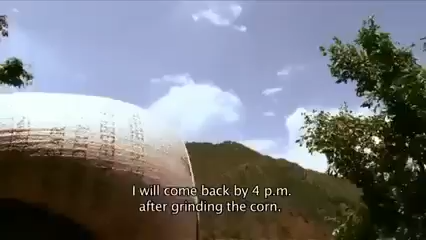 I will come back by 4 p.m.
after grinding the corn.